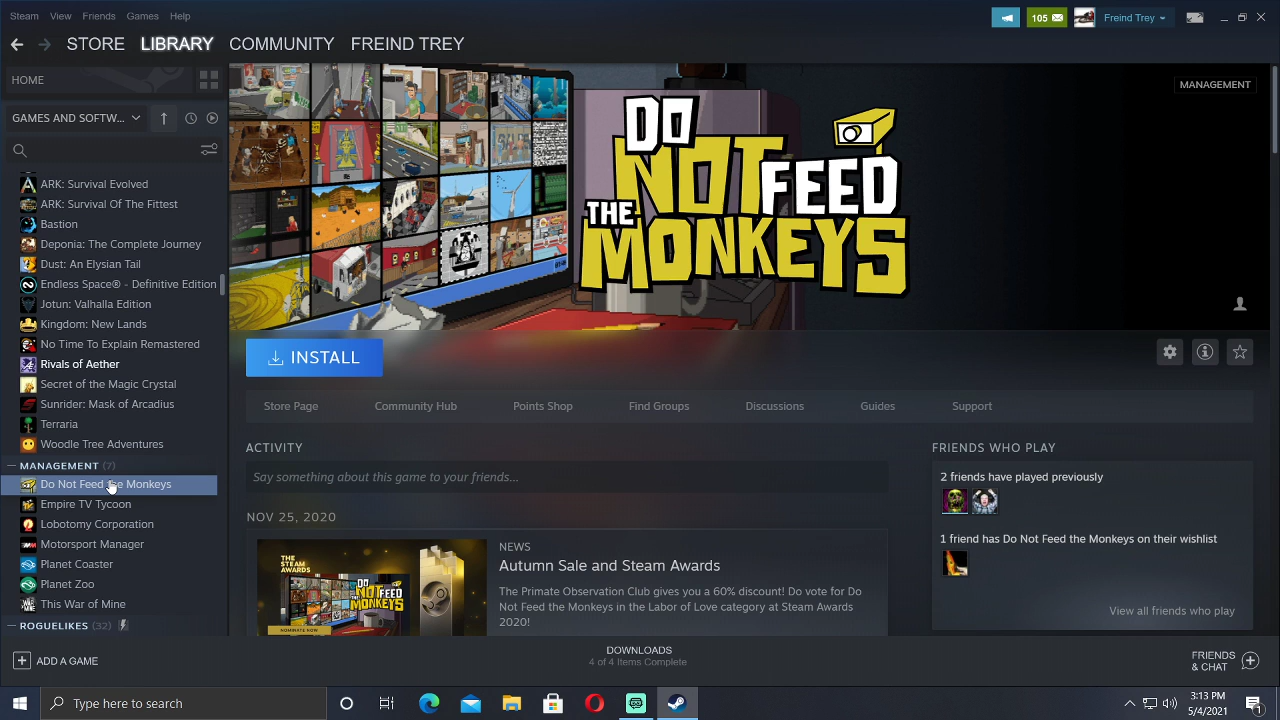 Steam View Friends Games Help
105 Freind Trey
STORE LIBRARY COMMUNITY FREIND TREY
HOME
GAMES AND SOFTW...
ARK: Survival Evolved
ARK: Survival Of The Fittest
Bastion
Deponia: The Complete Journey
Dust: An Elysian Tail
Endless Space® - Definitive Edition
Jotun: Valhalla Edition
Kingdom: New Lands
No Time To Explain Remastered
Rivals of Aether
Secret of the Magic Crystal
Sunrider: Mask of Arcadius
Terraria
Woodle Tree Adventures
MANAGEMENT (7)
Do Not Feed the Monkeys
Empire TV Tycoon
Lobotomy Corporation
Motorsport Manager
Planet Coaster
Planet Zoo
This War of Mine
ROGUELIKES (32)
MANAGEMENT
DO
NOT FEED
THE
MONKEYS
INSTALL
Store Page Community Hub Points Shop Find Groups Discussions Guides Support
ACTIVITY
Say something about this game to your friends...
NOV 25, 2020
THE STEAM AWARDS
NEWS
Autumn Sale and Steam Awards
The Primate Observation Club gives you a 60% discount! Do vote for Do
Not Feed the Monkeys in the Labor of Love category at Steam Awards
2020!
FRIENDS WHO PLAY
2 friends have played previously
1 friend has Do Not Feed the Monkeys on their wishlist
View all friends who play
ADD A GAME
DOWNLOADS
4 of 4 Items Complete
FRIENDS
& CHAT
Type here to search
3:13 PM
5/4/2021